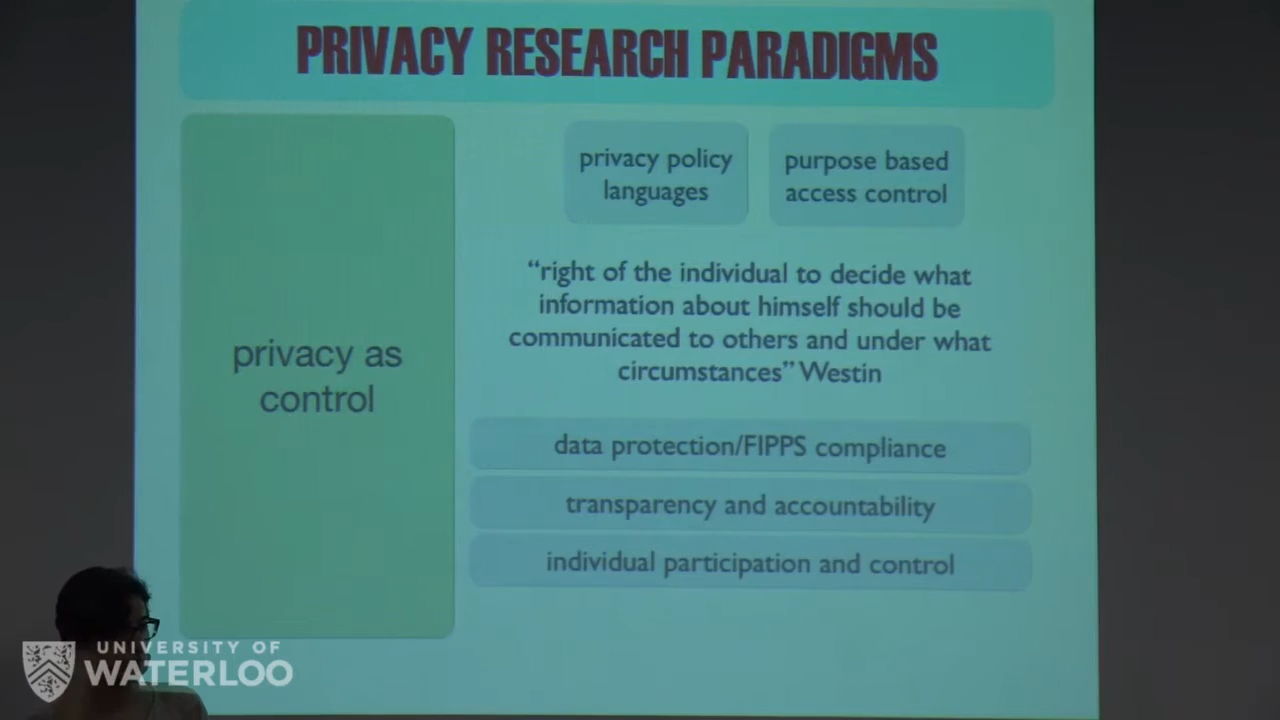 PRIVACY RESEARCH PARADIGMS
privacy as
control
privacy policy
languages
purpose based
access control
“right of the individual to decide what
information about himself should be
communicated to others and under what
circumstances” Westin
data protection/FIPPS compliance
transparency and accountability
individual participation and control
UNIVERSITY OF
WATERLOO